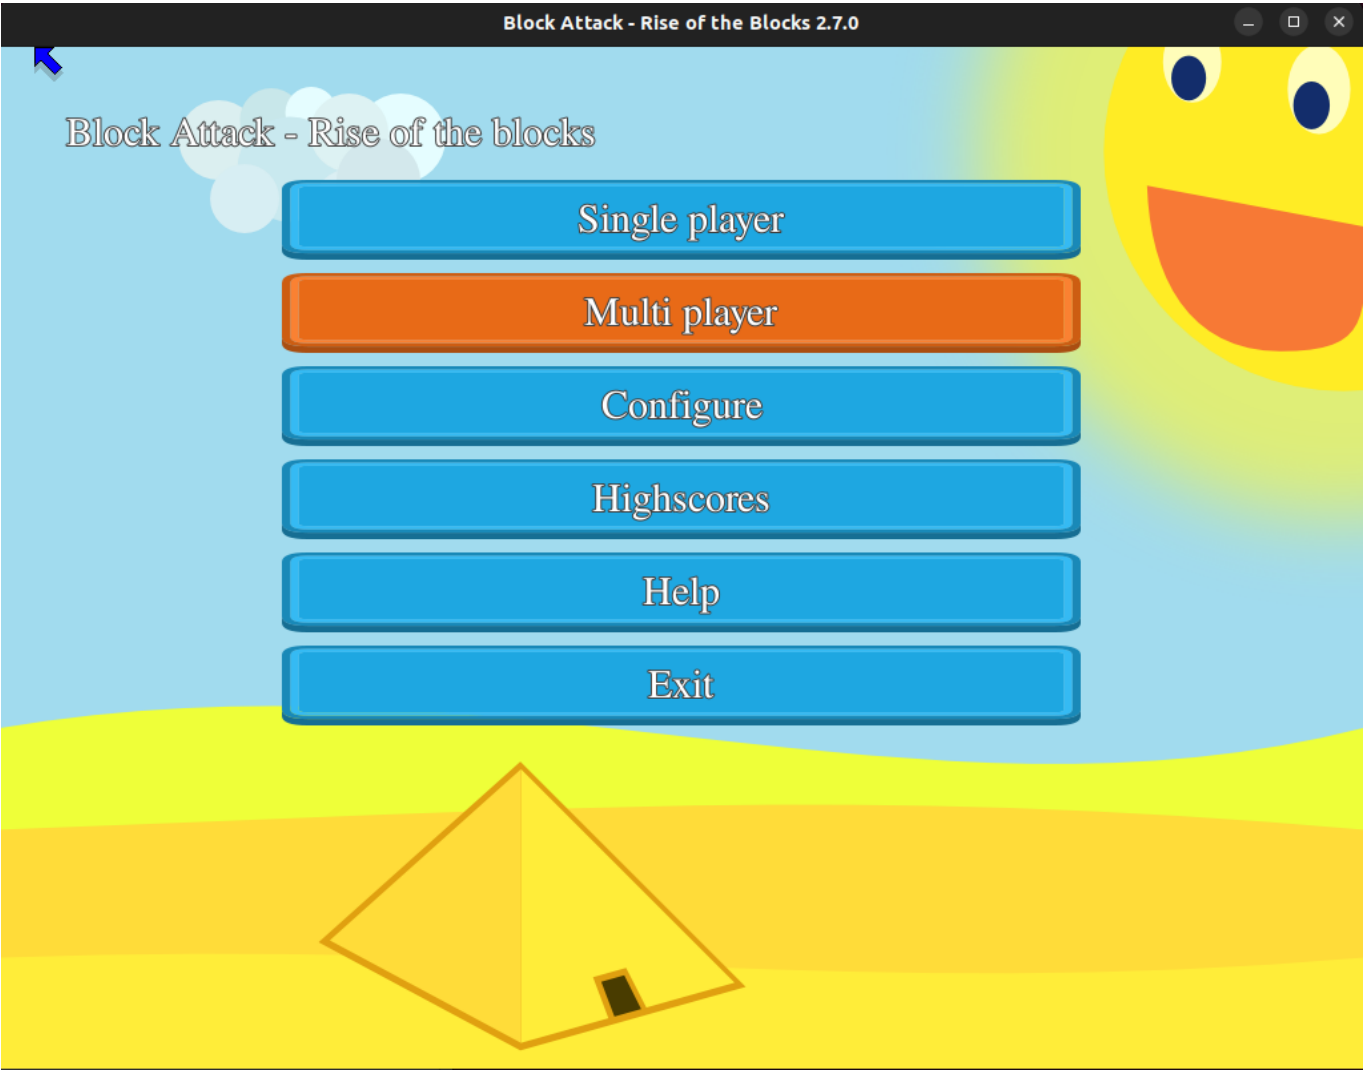 Block Attack - Rise of the Blocks 2.7.0
Block Attack - Rise of the blocks
Single player
Multi player
Configure
Highscores
Help
Exit